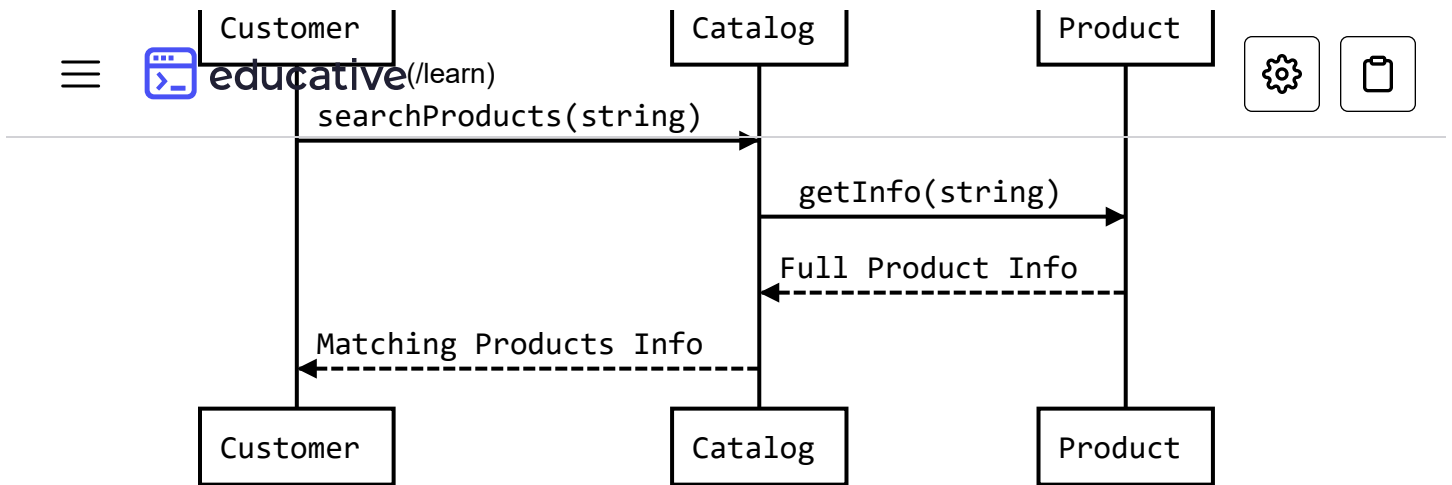 Customer Catalog Product
educative(/learn)
searchProducts(string)
getInfo(string)
Full Product Info
Matching Products Info
Customer Catalog Product